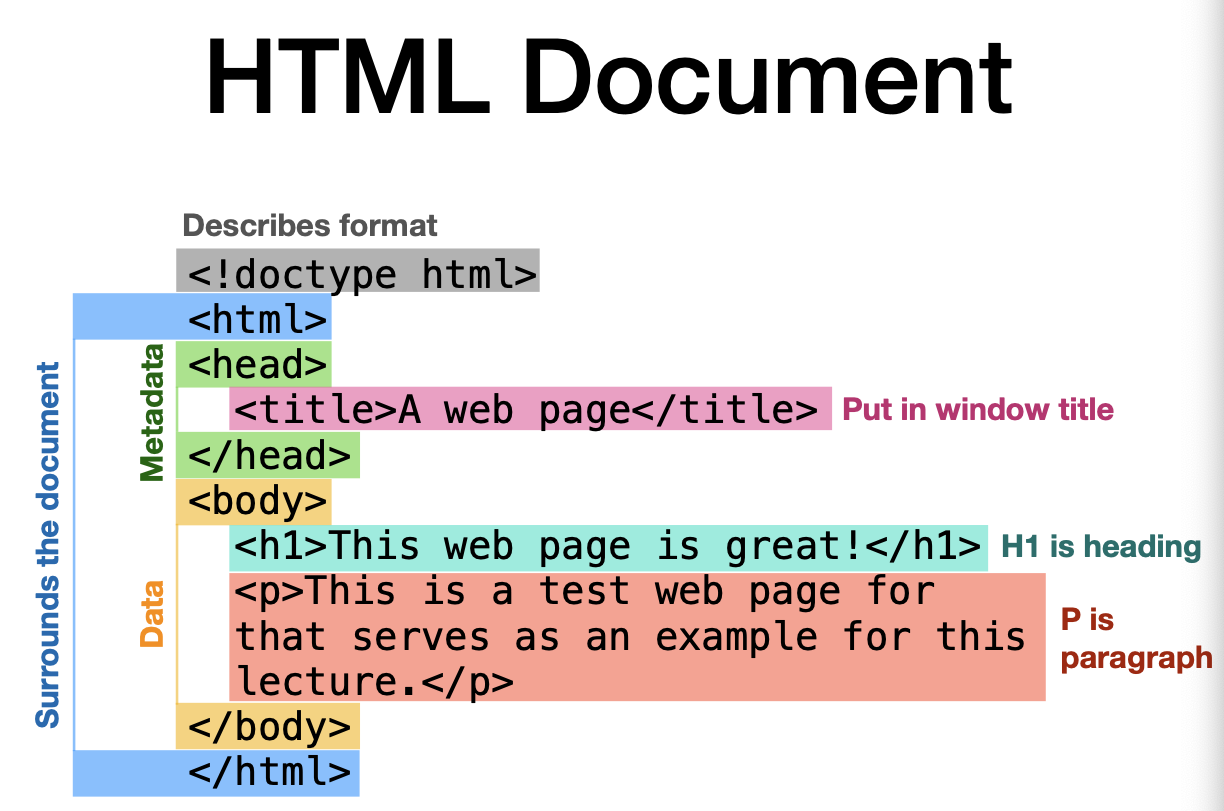 HTML Document
Describes format
<!doctype html>
<html>
<head>
<title>A web page</title> Put in window title
</head>
<body>
<h1>This web page is great!</h1> H1 is heading
<p>This is a test web page for
that serves as an example for this
lecture.</p>
P is
paragraph
</body>
</html>
Surrounds the document
Metadata
Data